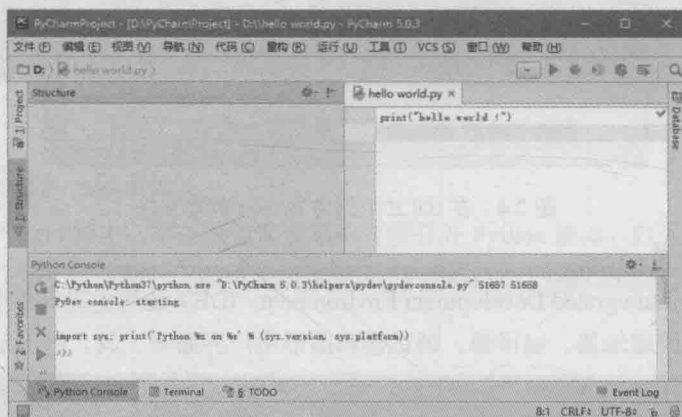 PyCharmProject - [D:\PyCharmProject] - D:\\hello world.py - PyCharm 5.0.3
文件(F) 编辑(E) 视图(V) 导航(N) 代码(C) 重构(R) 运行(U) 工具(T) VCS(S) 窗口(W) 帮助(H)
D: hello world.py
Structure
hello world.py ×
1: Project
print("hello world !")
Database
Z: Structure
Python Console
C:\Python\Python37\python.exe "D:\PyCharm 5.0.3\helpers\pydev\pydevconsole.py" 51687 51688
PyDev console: starting
import sys; print('Python %s on %s' % (sys.version, sys.platform))
>>>
2: Favorites
Python Console Terminal 6: TODO Event Log
8:1 CRLF÷ UTF-8÷